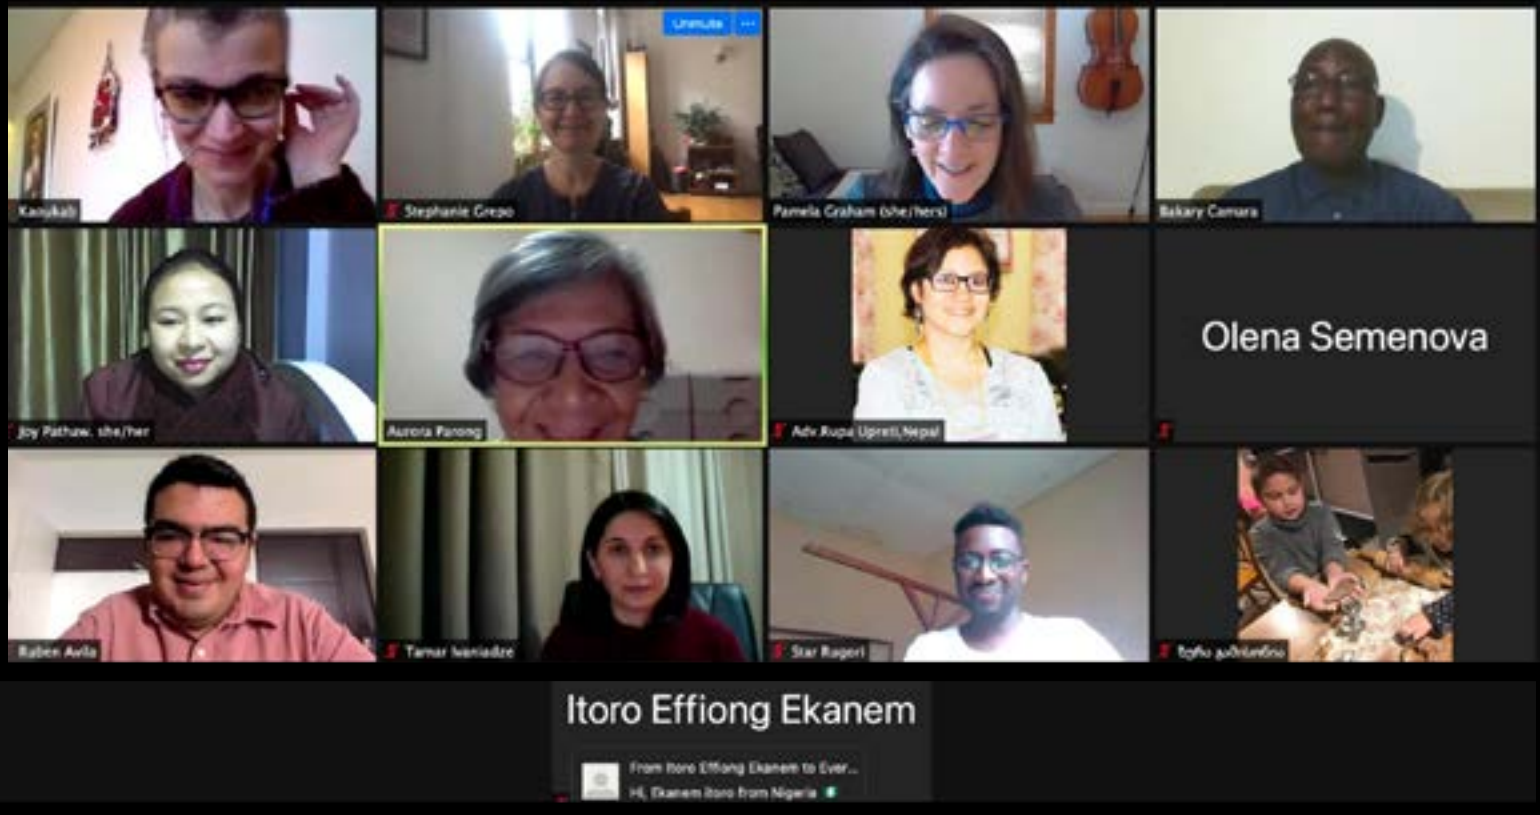 Unmute ...
Kaoukab
Stephanie Grepo
Pamela Graham (she/hers)
Bakary Camara
Joy Pathaw. she/her
Aurora Parong
Adv.Rupa Upreti,Nepal
Olena Semenova
Ruben Avila
Tamar Ivaniadze
Star Rugori
Itoro Effiong Ekanem
From Itoro Effiong Ekanem to Ever...
Hi, Ekanem Itoro from Nigeria